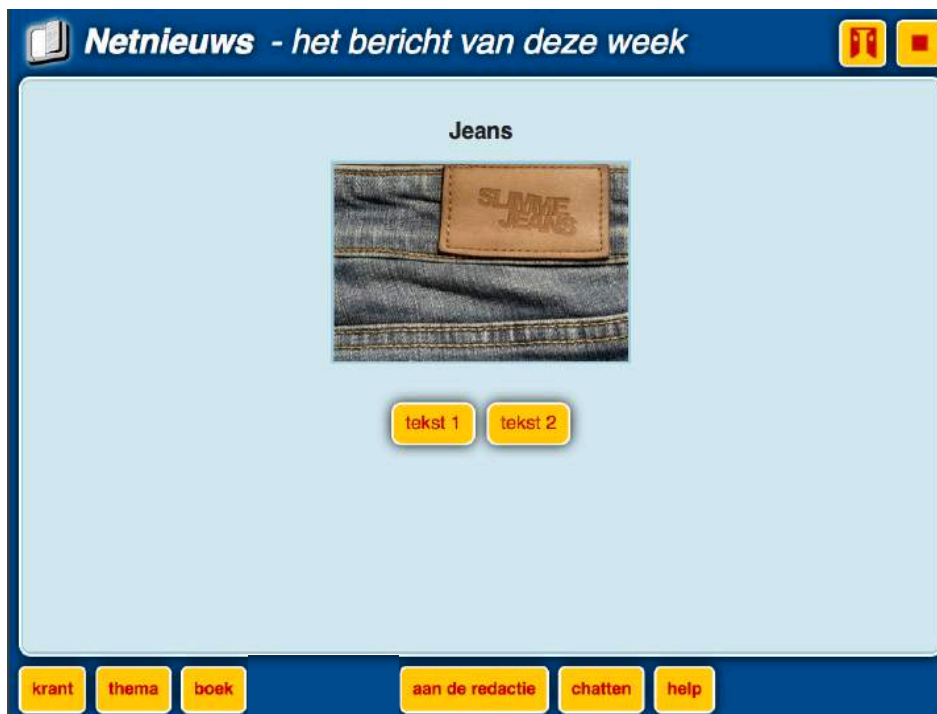 Netnieuws - het bericht van deze week
Jeans
SLIMME
JEANS
tekst 1 tekst 2
krant thema boek aan de redactie chatten help